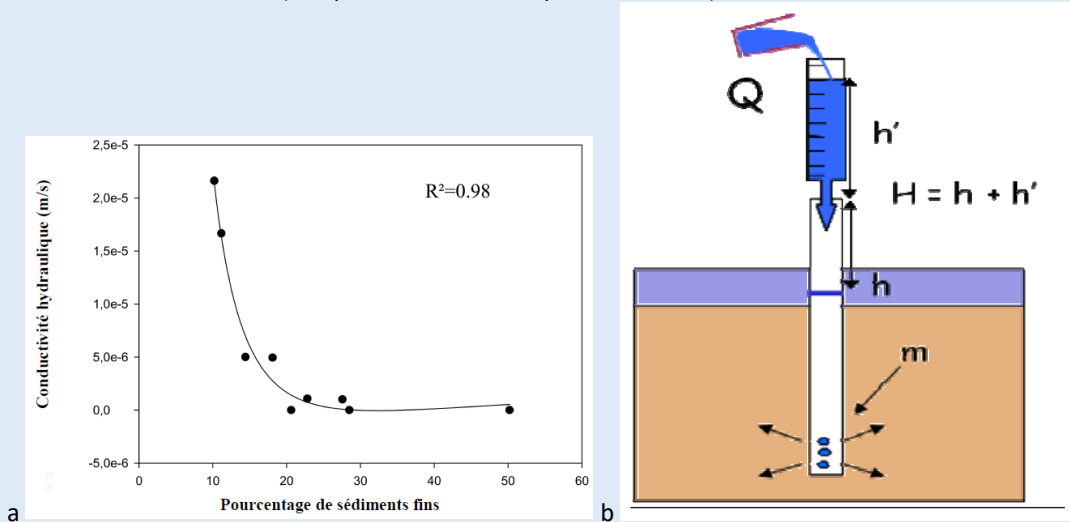 2,5e-5
2,0e-5
1,5e-5
1,0e-5
5,0e-6
0,0
-5,0e-6
Conductivité hydraulique (m/s)
R²=0.98
0 10 20 30 40 50 60
Pourcentage de sédiments fins
a
Q
h'
H = h + h'
h
m
b